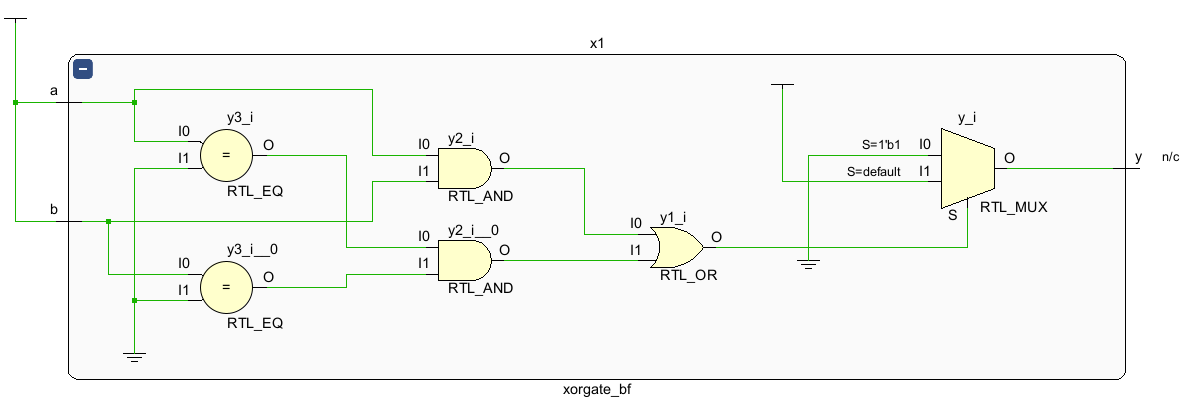 x1
a
y3_i
I0
I1
=
O
RTL_EQ
y2_i
I0
I1
O
RTL_AND
y_i
S=1'b1
I0
S=default
I1
O
S
RTL_MUX
y
n/c
b
y3_i__0
I0
I1
=
O
RTL_EQ
y2_i__0
I0
I1
O
RTL_AND
y1_i
I0
I1
O
RTL_OR
xorgate_bf